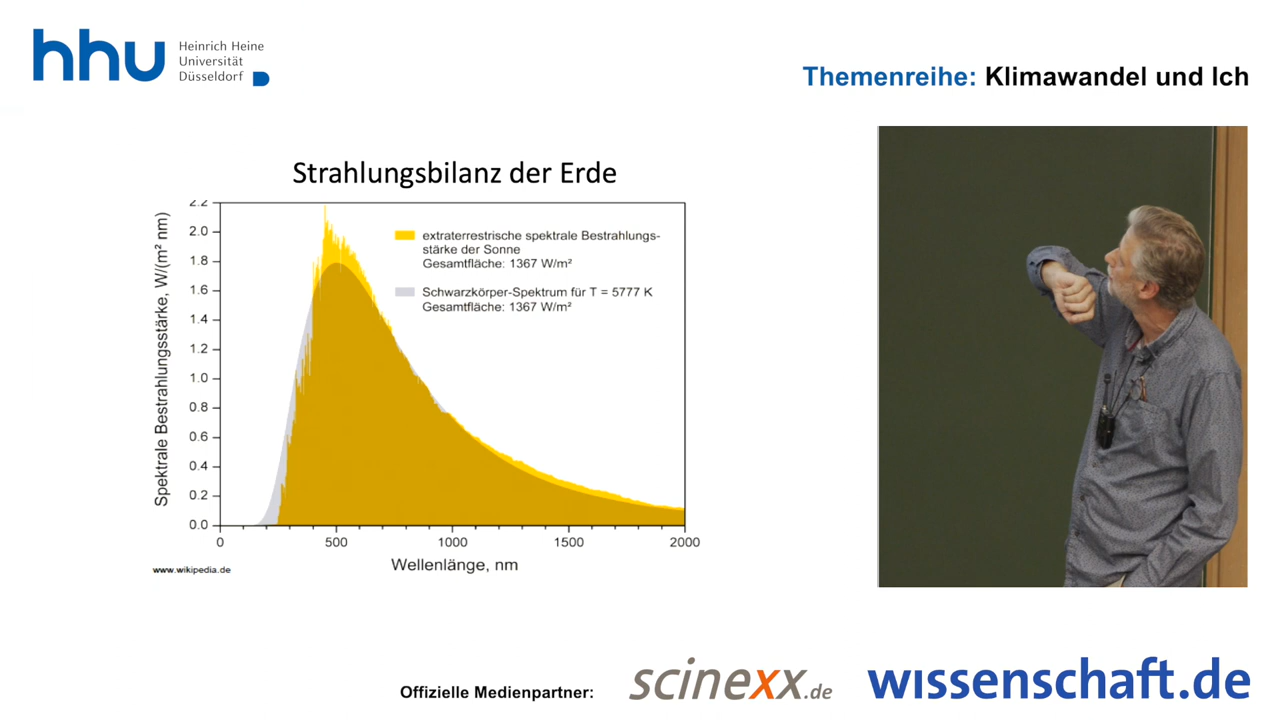 hhu
Heinrich Heine
Universität
Düsseldorf
Themenreihe: Klimawandel und Ich
Strahlungsbilanz der Erde
Spektrale Bestrahlungsstärke, W/(m² nm)
2.2
2.0
1.8
1.6
1.4
1.2
1.0
0.8
0.6
0.4
0.2
0.0
extraterrestrische spektrale Bestrahlungs-
stärke der Sonne
Gesamtfläche: 1367 W/m²
Schwarzkörper-Spektrum für T = 5777 K
Gesamtfläche: 1367 W/m²
0 500 1000 1500 2000
Wellenlänge, nm
www.wikipedia.de
Offizielle Medienpartner:
scinexx.de
wissenschaft.de